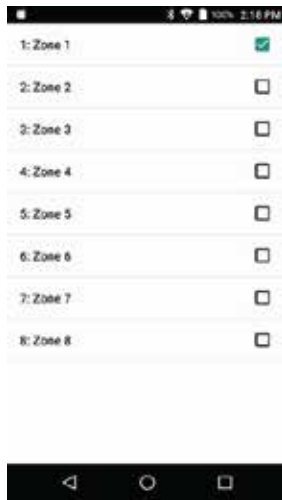 100% 2:18 PM
1: Zone 1
2: Zone 2
3: Zone 3
4: Zone 4
5: Zone 5
6: Zone 6
7: Zone 7
8: Zone 8